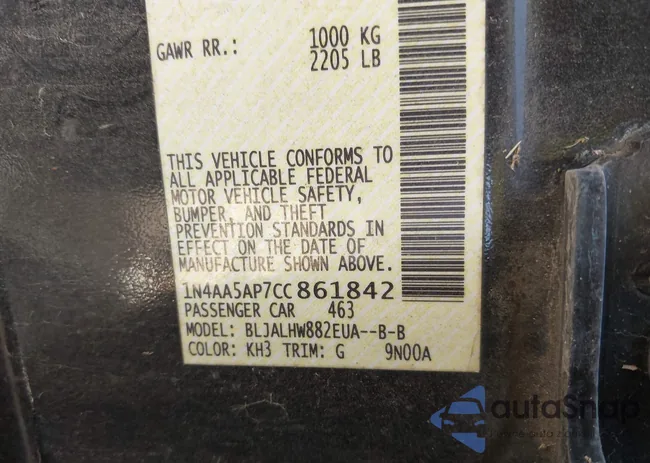 GAWR RR.: 1000 KG
2205 LB
THIS VEHICLE CONFORMS TO
ALL APPLICABLE FEDERAL
MOTOR VEHICLE SAFETY,
BUMPER, AND THEFT
PREVENTION STANDARDS IN
EFFECT ON THE DATE OF
MANUFACTURE SHOWN ABOVE.
1N4AA5AP7CC861842
PASSENGER CAR 463
MODEL: BLJALHW882EUA--B-B
COLOR: KH3 TRIM: G 9N00A
autoSnap